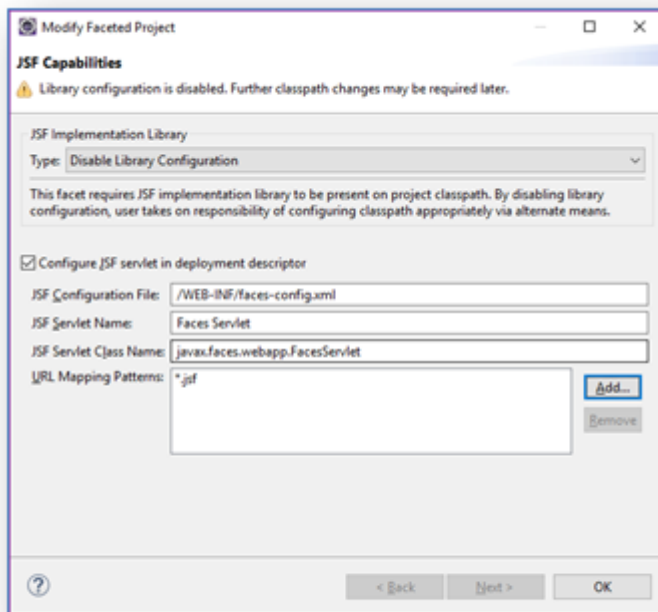 Modify Faceted Project
JSF Capabilities
Library configuration is disabled. Further classpath changes may be required later.
JSF Implementation Library
Type: Disable Library Configuration
This facet requires JSF implementation library to be present on project classpath. By disabling library
configuration, user takes on responsibility of configuring classpath appropriately via alternate means.
Configure JSF servlet in deployment descriptor
JSF Configuration File: /WEB-INF/faces-config.xml
JSF Servlet Name: Faces Servlet
JSF Servlet Class Name: javax.faces.webapp.FacesServlet
URL Mapping Patterns: *.jsf
Add...
Remove
< Back Next > OK